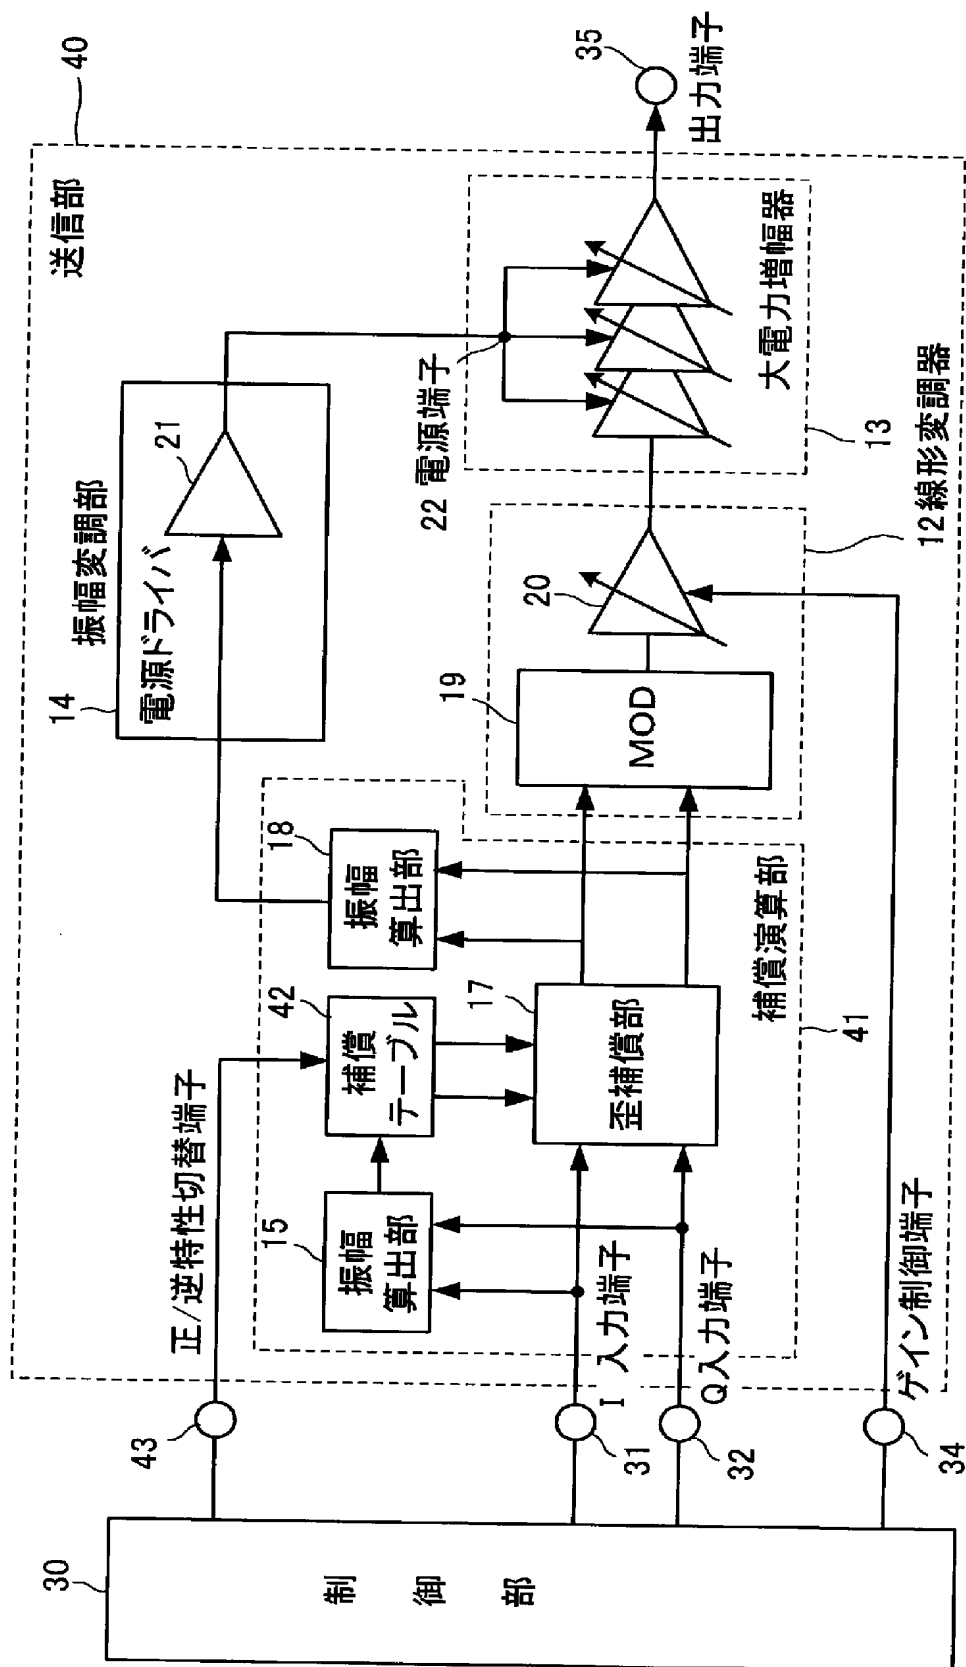 40
送信部
35
出力端子
振幅変調部
14
電源ドライバ
21
22 電源端子
大電力増幅器
13
12 線形変調器
20
19
MOD
18
振幅
算出部
42
補償
テーブル
17
歪補償部
補償演算部
41
15
振幅
算出部
正/逆特性切替端子
43
I 入力端子
31
Q入力端子
32
ゲイン制御端子
34
30
制御部